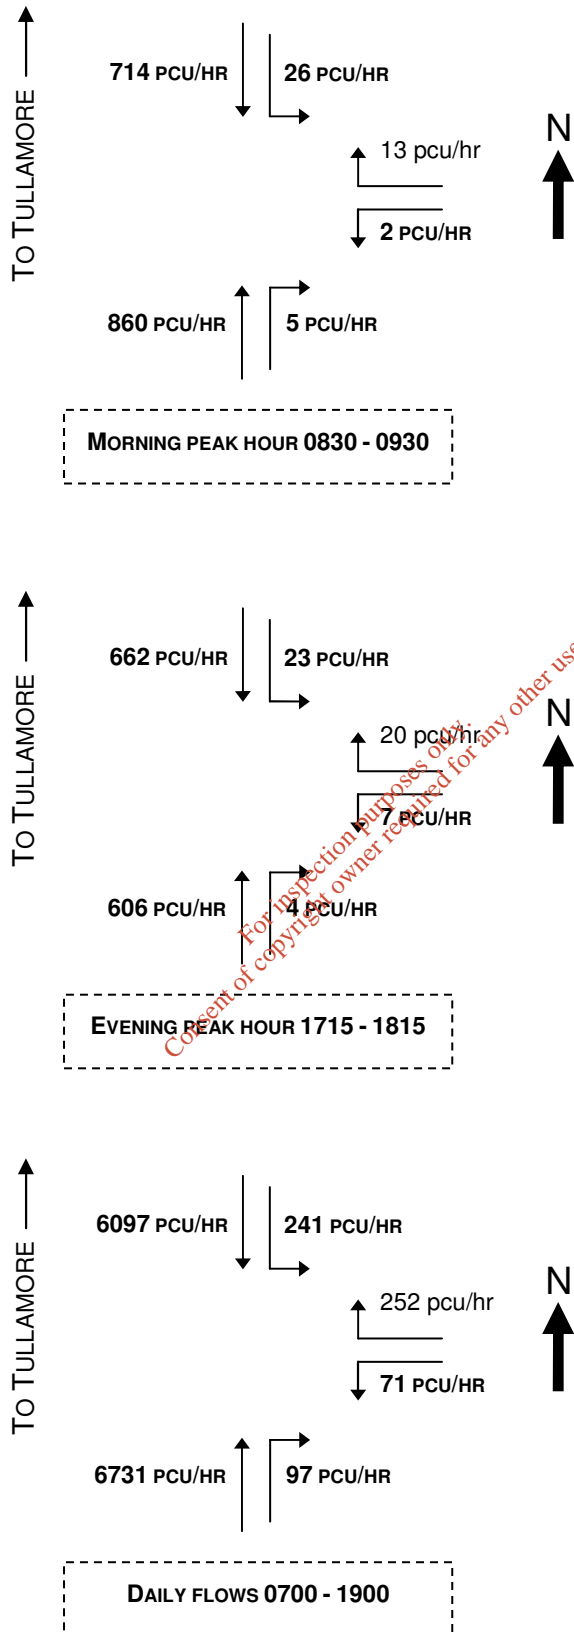 TO TULLAMORE
714 PCU/HR
26 PCU/HR
N
13 pcu/hr
2 PCU/HR
860 PCU/HR
5 PCU/HR
MORNING PEAK HOUR 0830 - 0930
TO TULLAMORE
662 PCU/HR
23 PCU/HR
N
20 pcu/hr
7 PCU/HR
606 PCU/HR
4 PCU/HR
EVENING PEAK HOUR 1715 - 1815
For inspection purposes only.
Consent of copyright owner required for any other use
TO TULLAMORE
6097 PCU/HR
241 PCU/HR
N
252 pcu/hr
71 PCU/HR
6731 PCU/HR
97 PCU/HR
DAILY FLOWS 0700 - 1900